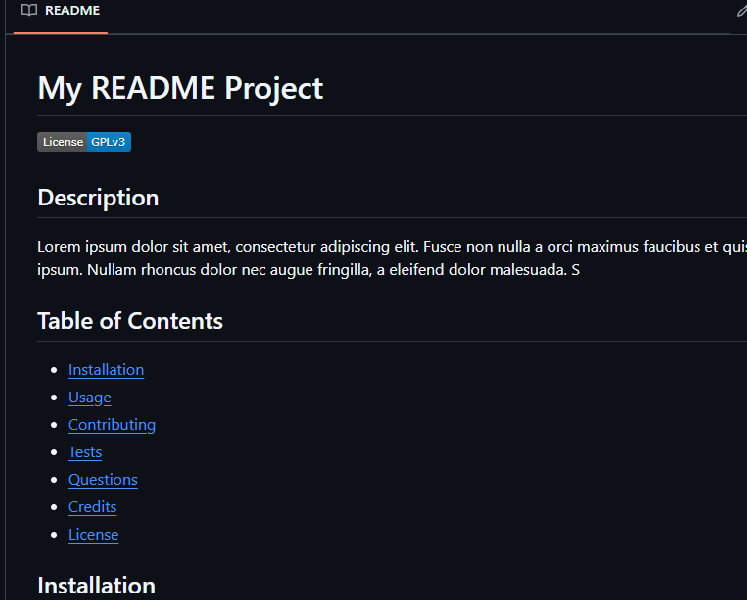 README
My README Project
License GPLv3
Description
Lorem ipsum dolor sit amet, consectetur adipiscing elit. Fusce non nulla a orci maximus faucibus et quis
ipsum. Nullam rhoncus dolor nec augue fringilla, a eleifend dolor malesuada. S
Table of Contents
Installation
Usage
Contributing
Tests
Questions
Credits
License
Installation